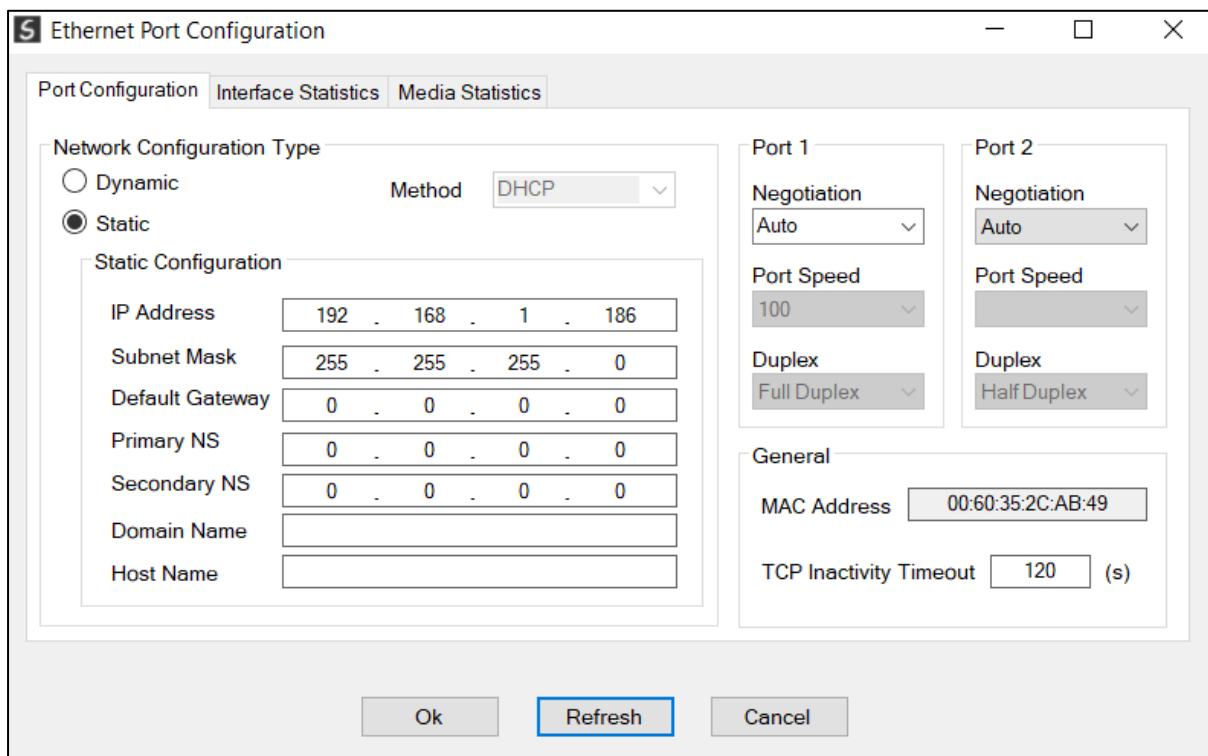 S Ethernet Port Configuration
Port Configuration Interface Statistics Media Statistics
Network Configuration Type
Dynamic
Method DHCP
Static
Static Configuration
IP Address 192 . 168 . 1 . 186
Subnet Mask 255 . 255 . 255 . 0
Default Gateway 0 . 0 . 0 . 0
Primary NS 0 . 0 . 0 . 0
Secondary NS 0 . 0 . 0 . 0
Domain Name
Host Name
Port 1
Negotiation
Auto
Port Speed
100
Duplex
Full Duplex
Port 2
Negotiation
Auto
Port Speed
Duplex
Half Duplex
General
MAC Address 00:60:35:2C:AB:49
TCP Inactivity Timeout 120 (s)
Ok Refresh Cancel